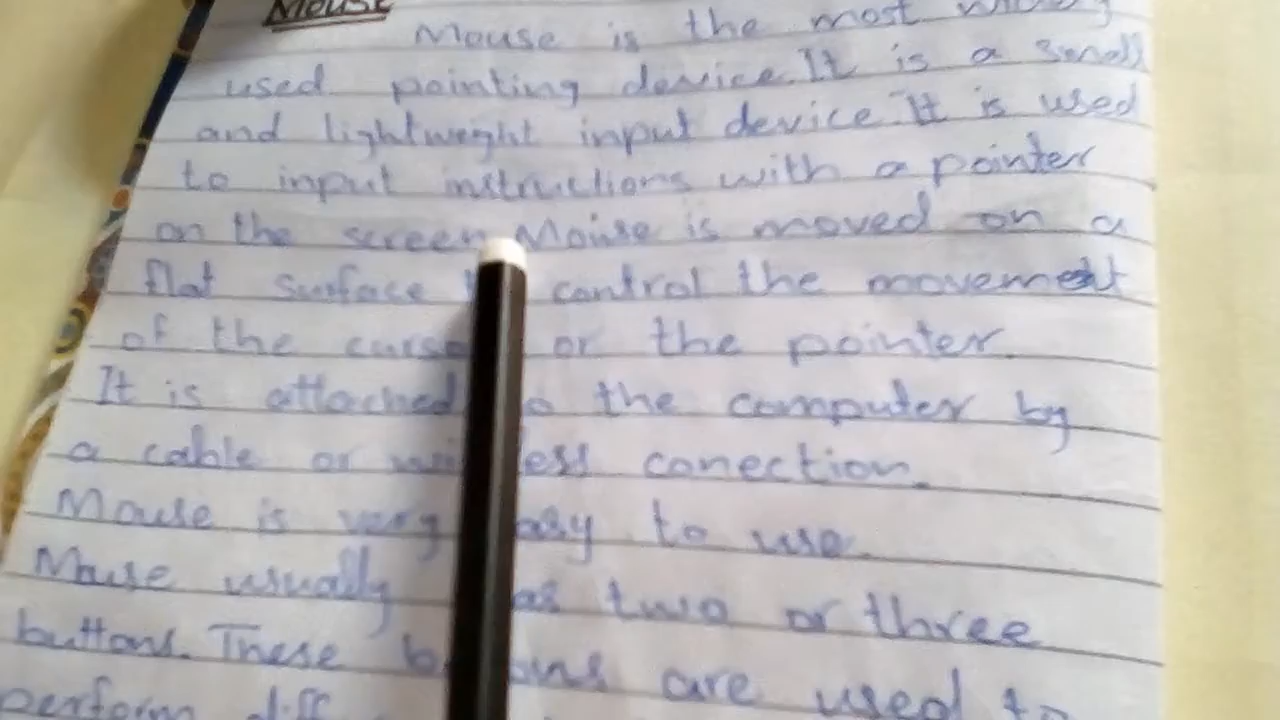 Mouse
Mouse is the most
used pointing device. It is a small
and lightweight input device. It is used
to input instructions with a pointer
on the screen. Mouse is moved on a
flat surface control the movement
of the or the pointer.
It is attached the computer by
a cable or conection.
Mouse is very to use.
Mouse usually two or three
buttons. These are used to
perform